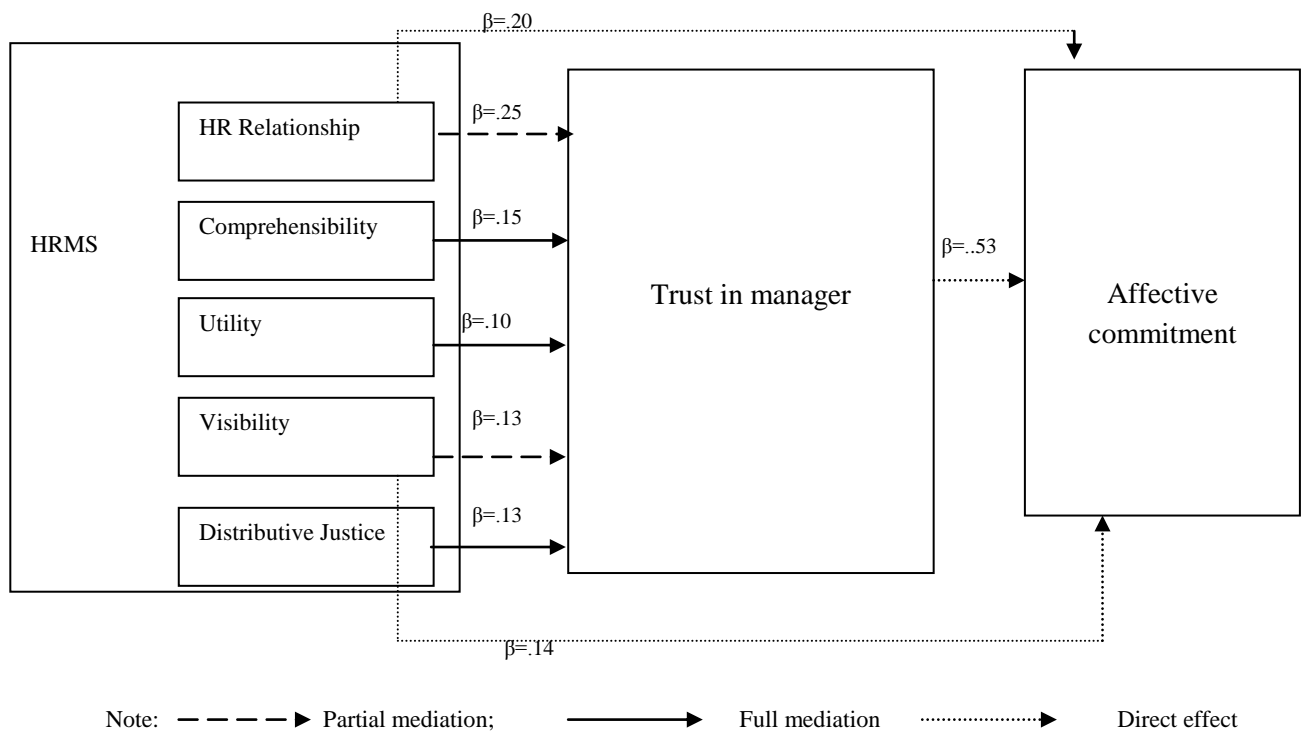 β=.20
HR Relationship
β=.25
Comprehensibility
β=.15
HRMS
β=..53
Trust in manager
Affective
commitment
Utility
β=.10
Visibility
β=.13
Distributive Justice
β=.13
β=.14
Note: Partial mediation; Full mediation Direct effect